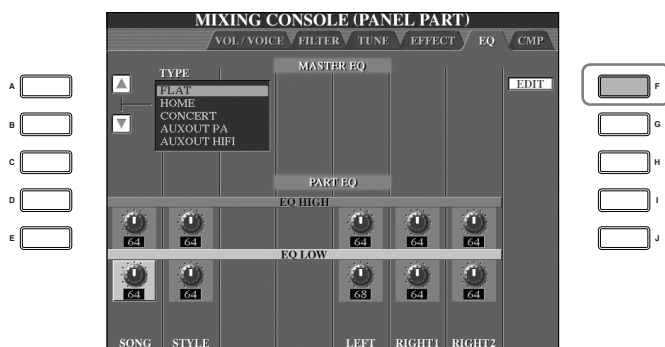 MIXING CONSOLE (PANEL PART)
VOL/VOICE FILTER TUNE EFFECT EQ CMP
MASTER EQ
TYPE
FLAT
HOME
CONCERT
AUXOUT PA
AUXOUT HIFI
EDIT
A
B
C
D
E
F
G
H
I
J
PART EQ
EQ HIGH
64 64 64 64 64
EQ LOW
64 64 68 64 64
SONG STYLE LEFT RIGHT1 RIGHT2